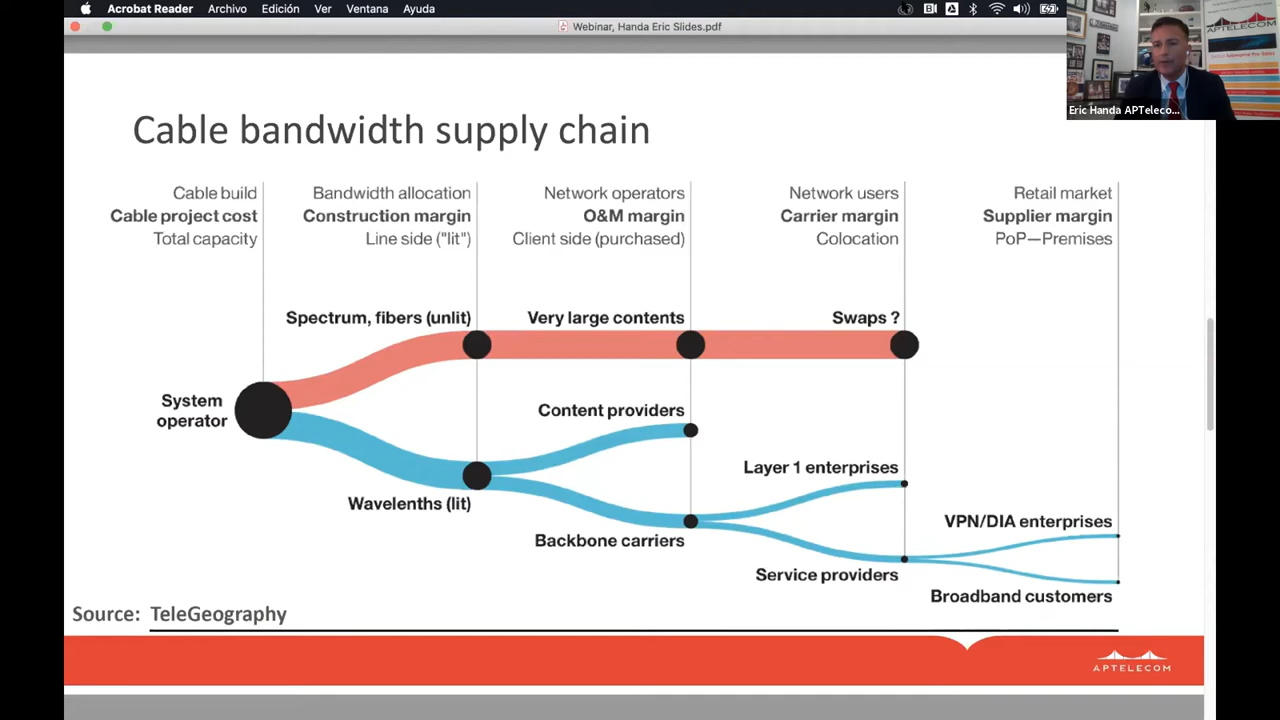 Acrobat Reader Archivo Edición Ver Ventana Ayuda
Webinar, Handa Eric Slides.pdf
APTELECOM
Eric Handa APTeleco...
Cable bandwidth supply chain
Cable build
Cable project cost
Total capacity
Bandwidth allocation
Construction margin
Line side ("lit")
Network operators
O&M margin
Client side (purchased)
Network users
Carrier margin
Colocation
Retail market
Supplier margin
PoP—Premises
Spectrum, fibers (unlit)
Very large contents
Swaps ?
System
operator
Content providers
Layer 1 enterprises
Wavelenths (lit)
Backbone carriers
VPN/DIA enterprises
Service providers
Broadband customers
Source: TeleGeography
APTELECOM